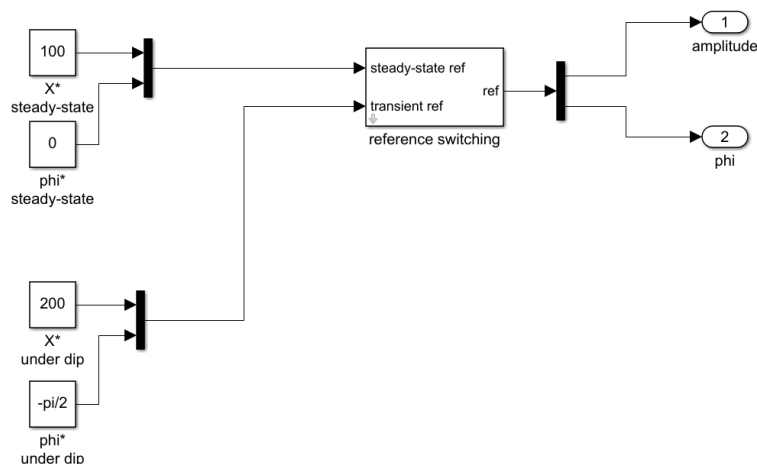 100
X*
steady-state
0
phi*
steady-state
200
X*
under dip
-pi/2
phi*
under dip
steady-state ref
transient ref
ref
reference switching
1
amplitude
2
phi